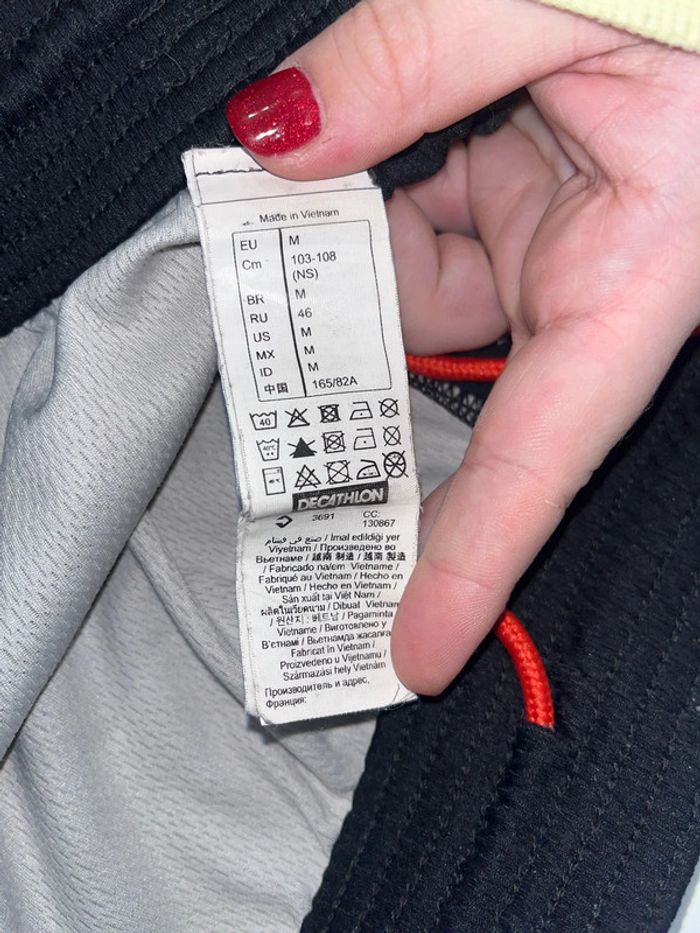 Made in Vietnam
EU M
Cm 103-108
(NS)
BR M
RU 46
US M
MX M
ID M
中国 165/82A
40
40°C
DECATHLON
3691 CC:
130867
صنع في فيتنام / İmal edildiği yer
Viyetnam / Произведено во
Вьетнаме / 越南 制造 / 越南 製造
/ Fabricado na/em Vietname /
Fabriqué au Vietnam / Hecho en
Vietnam / Hecho en Vietnam /
Sản xuất tại Việt Nam /
ผลิตในเวียดนาม / Dibuat Vietnam
/ 원산지 : 베트남 / Pagaminta
Vietname / Виготовлено у
В'єтнамі / Вьетнамда жасалған
Fabricat în Vietnam /
Proizvedeno u Vijetnamu /
Származási hely Vietnám
Производитель и адрес,
Франция: